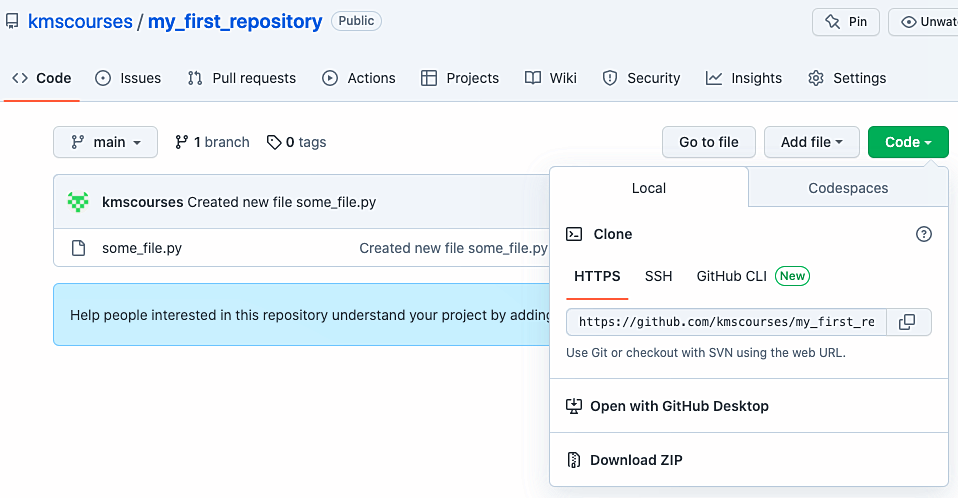 kmscourses / my_first_repository Public Pin
Code Issues Pull requests Actions Projects Wiki Security Insights Settings
main 1 branch 0 tags Go to file Add file Code
Local Codespaces
kmscourses Created new file some_file.py
Clone
some_file.py Created new file some_file.py
HTTPS SSH GitHub CLI New
Help people interested in this repository understand your project by adding
https://github.com/kmscourses/my_first_re
Use Git or checkout with SVN using the web URL.
Open with GitHub Desktop
Download ZIP